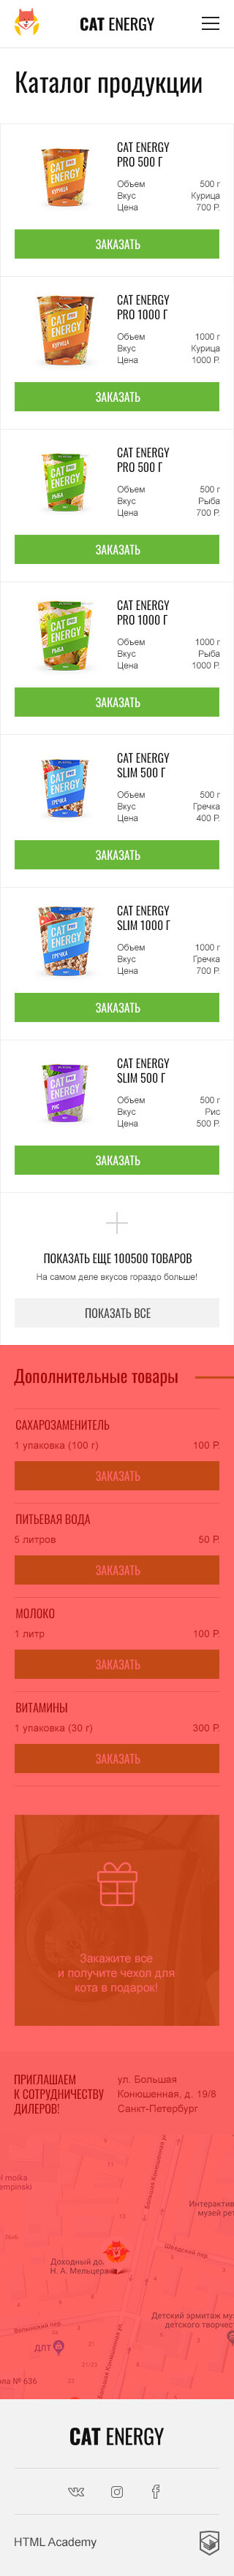 CAT ENERGY
Каталог продукции
CAT ENERGY
PRO 500 Г
Объем 500 г
Вкус Курица
Цена 700 Р.
ЗАКАЗАТЬ
CAT ENERGY
PRO 1000 Г
Объем 1000 г
Вкус Курица
Цена 1000 Р.
ЗАКАЗАТЬ
CAT ENERGY
PRO 500 Г
Объем 500 г
Вкус Рыба
Цена 700 Р.
ЗАКАЗАТЬ
CAT ENERGY
PRO 1000 Г
Объем 1000 г
Вкус Рыба
Цена 1000 Р.
ЗАКАЗАТЬ
CAT ENERGY
SLIM 500 Г
Объем 500 г
Вкус Гречка
Цена 400 Р.
ЗАКАЗАТЬ
CAT ENERGY
SLIM 1000 Г
Объем 1000 г
Вкус Гречка
Цена 700 Р.
ЗАКАЗАТЬ
CAT ENERGY
SLIM 500 Г
Объем 500 г
Вкус Рис
Цена 500 Р.
ЗАКАЗАТЬ
ПОКАЗАТЬ ЕЩЕ 100500 ТОВАРОВ
На самом деле вкусов гораздо больше!
ПОКАЗАТЬ ВСЕ
Дополнительные товары
САХАРОЗАМЕНИТЕЛЬ
1 упаковка (100 г) 100 Р.
ЗАКАЗАТЬ
ПИТЬЕВАЯ ВОДА
5 литров 50 Р.
ЗАКАЗАТЬ
МОЛОКО
1 литр 100 Р.
ЗАКАЗАТЬ
ВИТАМИНЫ
1 упаковка (30 г) 300 Р.
ЗАКАЗАТЬ
Закажите все
и получите чехол для
кота в подарок!
ПРИГЛАШАЕМ
К СОТРУДНИЧЕСТВУ
ДИЛЕРОВ!
ул. Большая
Конюшенная, д. 19/8
Санкт-Петербург
Доходный до
Н. А. Мельцера
Шведский пер.
Детский эрмитаж му
детского творчес
ДЛТ
ола № 636
CAT ENERGY
HTML Academy